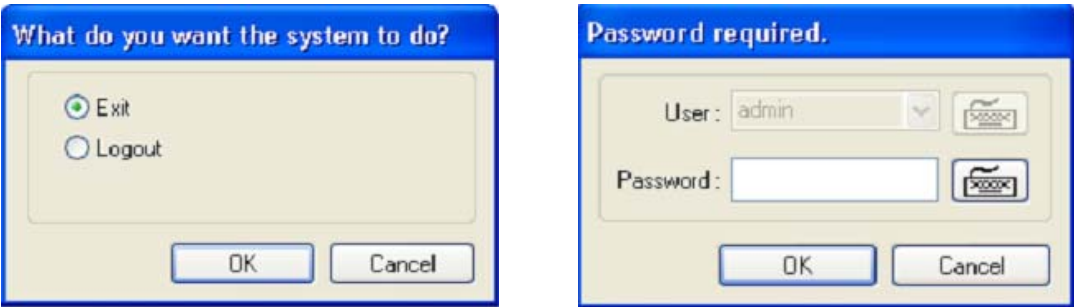 What do you want the system to do?
Exit
Logout
OK Cancel
Password required.
User : admin
Password :
OK Cancel